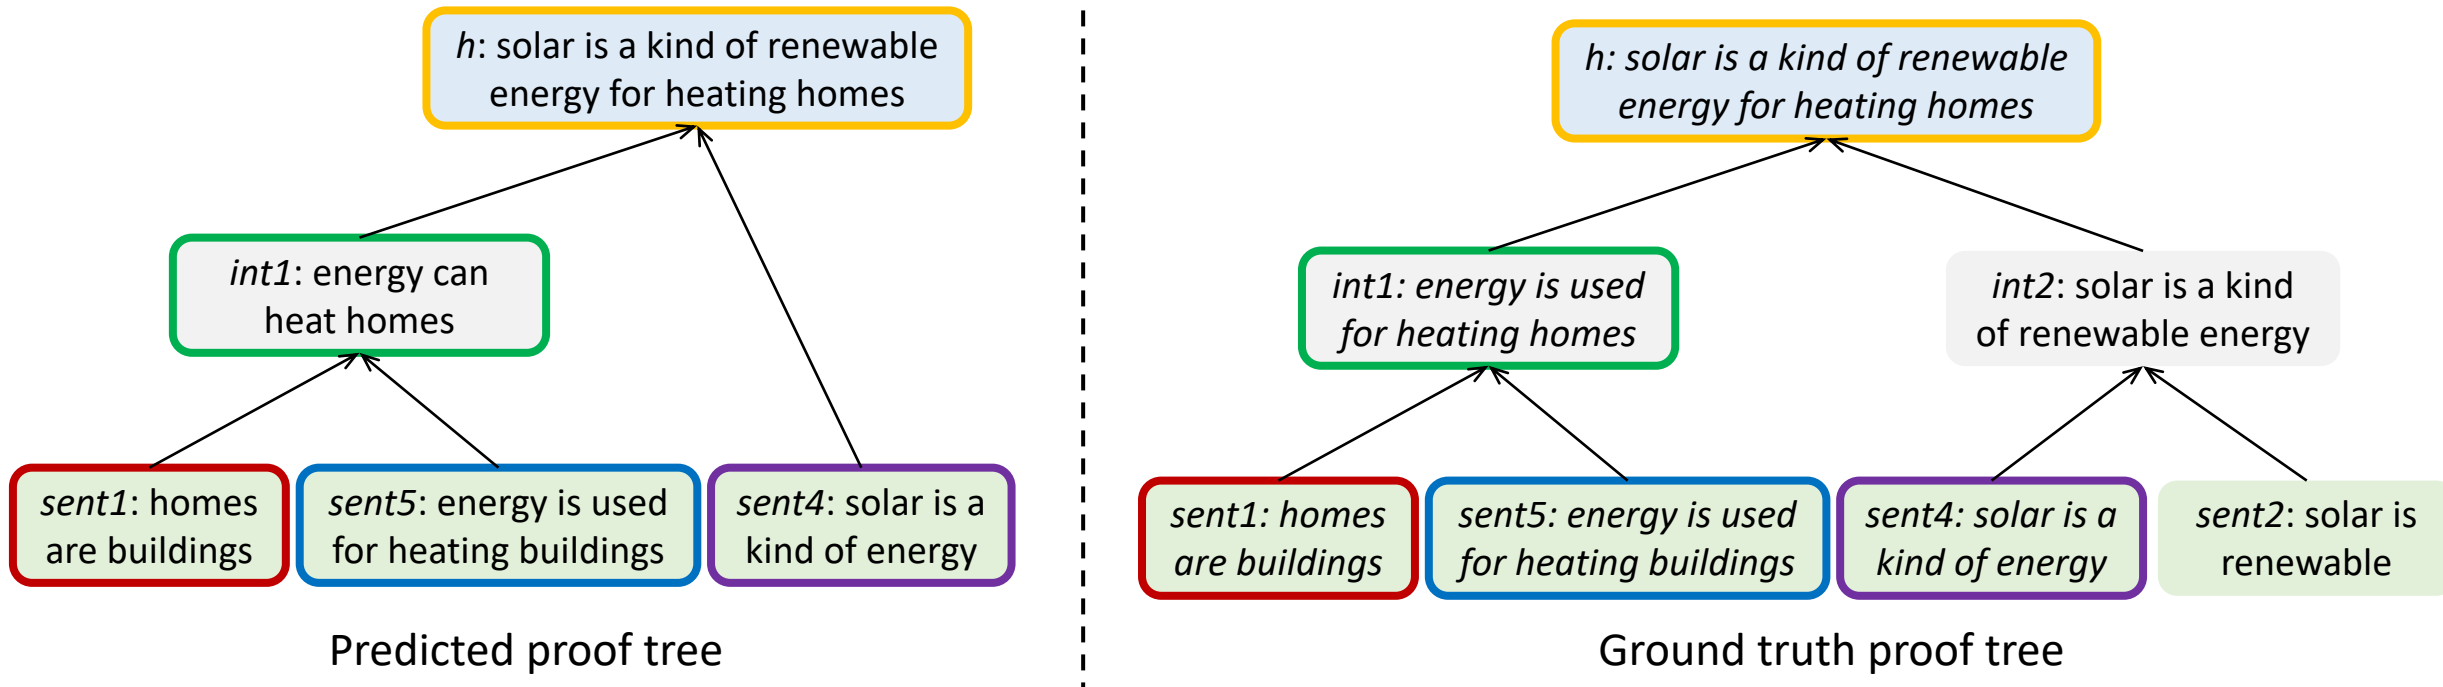 h: solar is a kind of renewable
energy for heating homes
int1: energy can
heat homes
sent1: homes
are buildings
sent5: energy is used
for heating buildings
sent4: solar is a
kind of energy
Predicted proof tree
h: solar is a kind of renewable
energy for heating homes
int1: energy is used
for heating homes
int2: solar is a kind
of renewable energy
sent1: homes
are buildings
sent5: energy is used
for heating buildings
sent4: solar is a
kind of energy
sent2: solar is
renewable
Ground truth proof tree